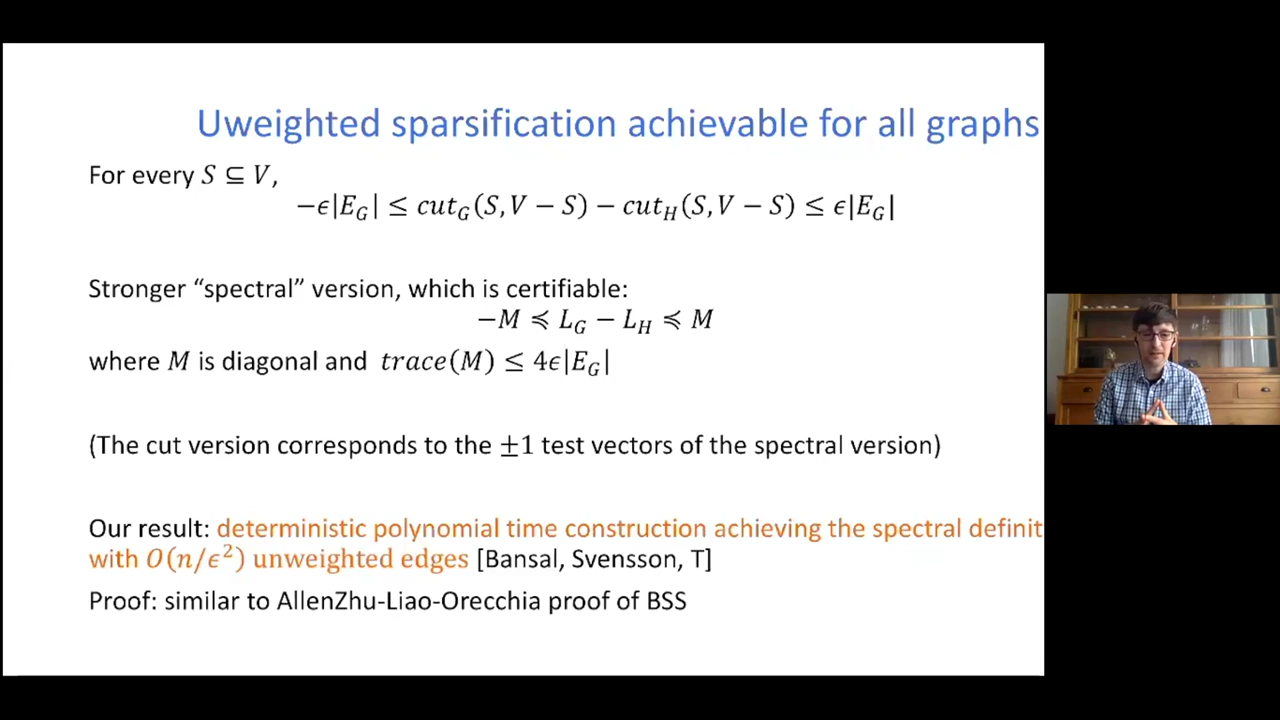 Uweighted sparsification achievable for all graphs
For every S ⊆ V,
−ϵ|E_G| ≤ cut_G(S, V − S) − cut_H(S, V − S) ≤ ϵ|E_G|
Stronger “spectral” version, which is certifiable:
−M ≼ L_G − L_H ≼ M
where M is diagonal and trace(M) ≤ 4ϵ|E_G|
(The cut version corresponds to the ±1 test vectors of the spectral version)
Our result: deterministic polynomial time construction achieving the spectral definit
with O(n/ϵ²) unweighted edges [Bansal, Svensson, T]
Proof: similar to AllenZhu-Liao-Orecchia proof of BSS